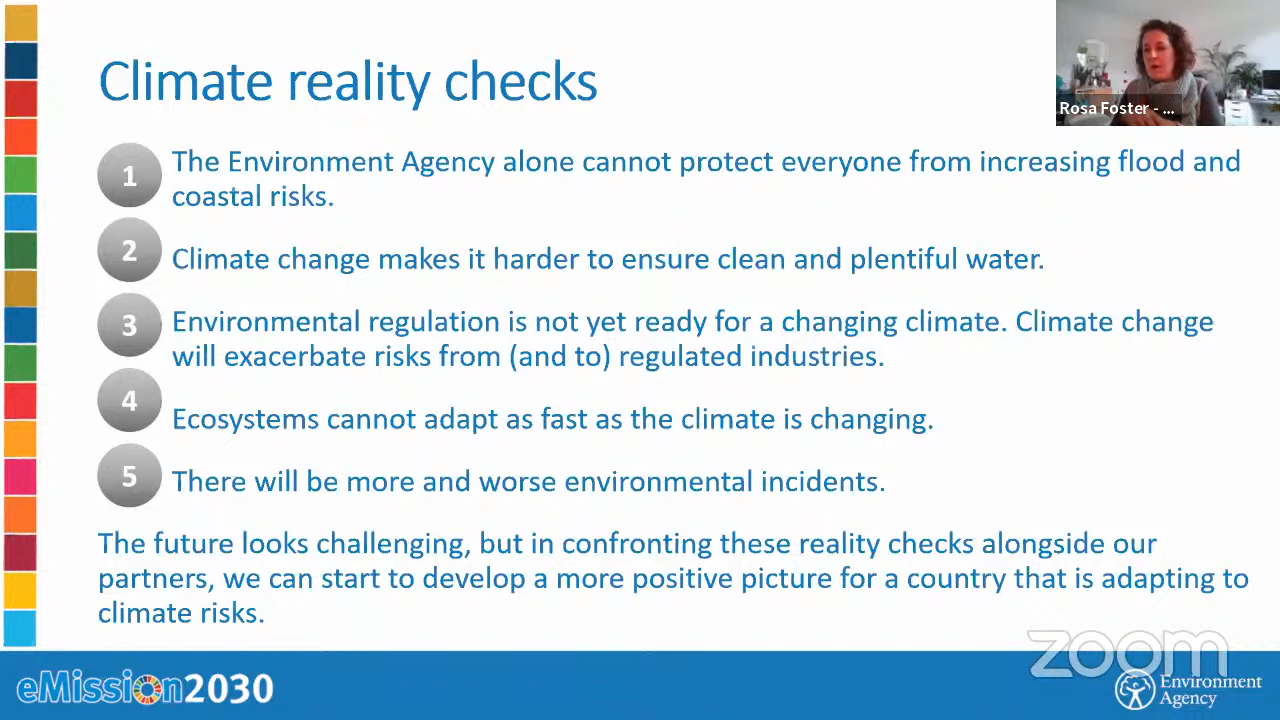 Climate reality checks
Rosa Foster - ...
1
The Environment Agency alone cannot protect everyone from increasing flood and
coastal risks.
2
Climate change makes it harder to ensure clean and plentiful water.
3
Environmental regulation is not yet ready for a changing climate. Climate change
will exacerbate risks from (and to) regulated industries.
4
Ecosystems cannot adapt as fast as the climate is changing.
5
There will be more and worse environmental incidents.
The future looks challenging, but in confronting these reality checks alongside our
partners, we can start to develop a more positive picture for a country that is adapting to
climate risks.
zoom
eMission2030
Environment
Agency